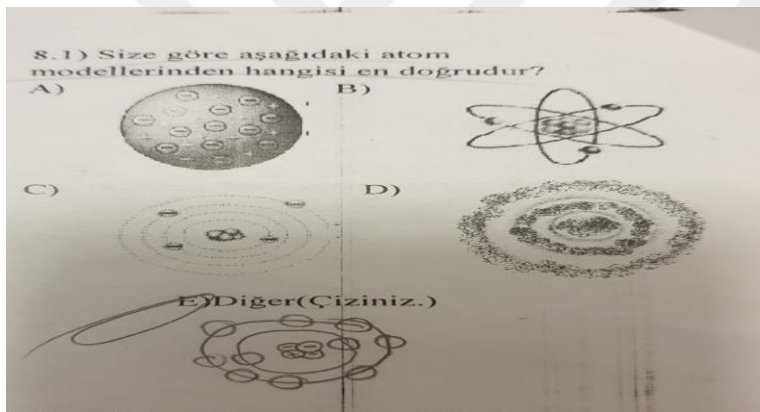 8.1) Size göre aşağıdaki atom
modellerinden hangisi en doğrudur?
A)
B)
C)
D)
E)Diğer(Çiziniz.)